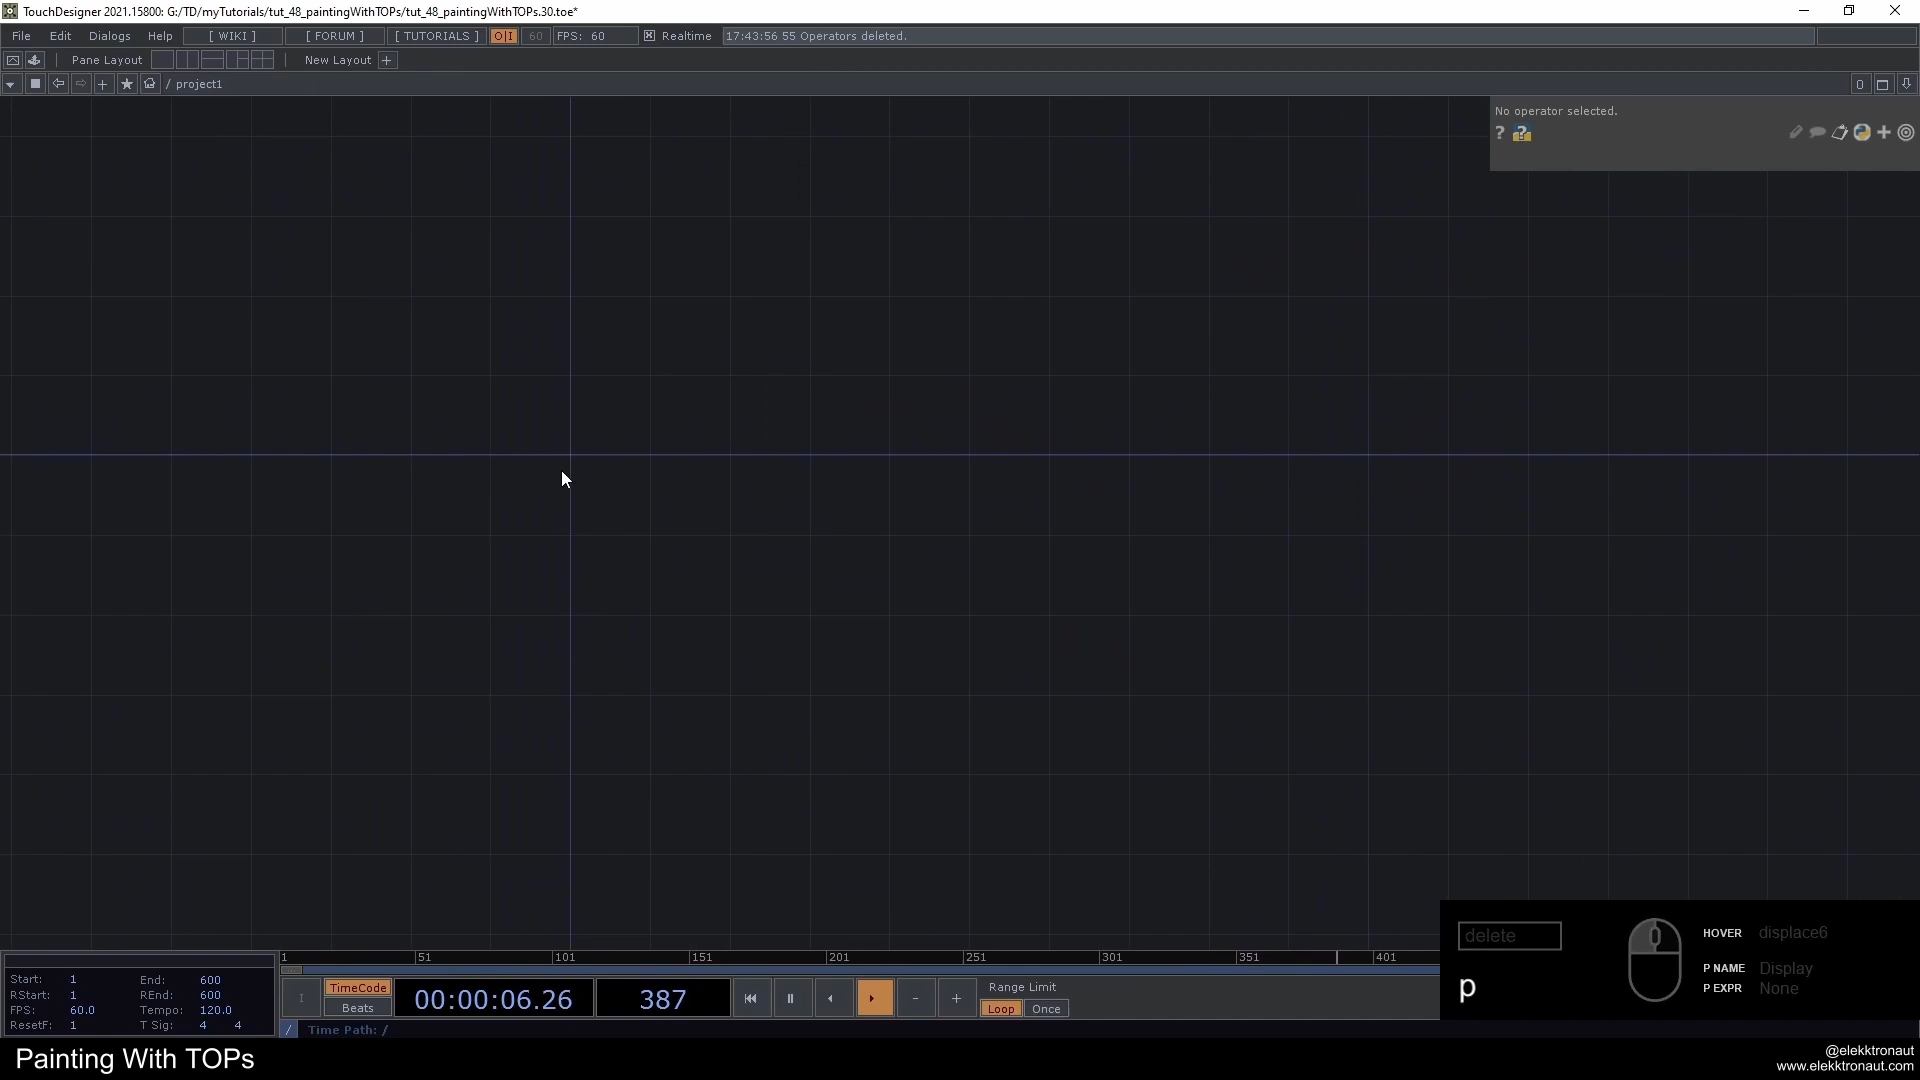 TouchDesigner 2021.15800: G:/TD/myTutorials/tut_48_paintingWithTOPs/tut_48_paintingWithTOPs.30.toe*
File Edit Dialogs Help [ WIKI ] [ FORUM ] [ TUTORIALS ] O|I 60 FPS: 60 Realtime 17:43:56 55 Operators deleted.
Pane Layout New Layout +
/ project1 0
No operator selected.
? ?
delete
p
HOVER displace6
P NAME Display
P EXPR None
1 51 101 151 201 251 301 351 401
Start: 1 End: 600
RStart: 1 REnd: 600
FPS: 60.0 Tempo: 120.0
ResetF: 1 T Sig: 4 4
I TimeCode Beats 00:00:06.26 387 - + Range Limit
Loop Once
/ Time Path: /
Painting With TOPs
@elekktronaut
www.elekktronaut.com